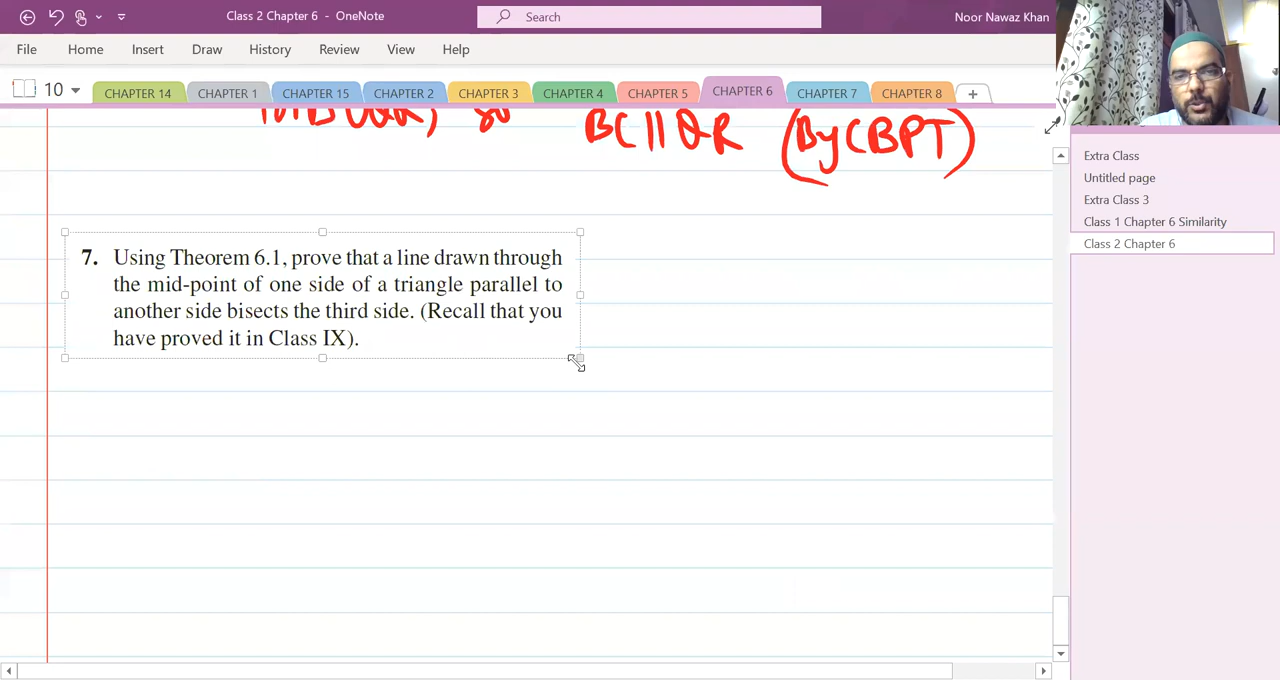 Class 2 Chapter 6 - OneNote
Search
Noor Nawaz Khan
File Home Insert Draw History Review View Help
10 CHAPTER 14 CHAPTER 1 CHAPTER 15 CHAPTER 2 CHAPTER 3 CHAPTER 4 CHAPTER 5 CHAPTER 6 CHAPTER 7 CHAPTER 8 +
BC || QR (By CBPT)
7. Using Theorem 6.1, prove that a line drawn through
the mid-point of one side of a triangle parallel to
another side bisects the third side. (Recall that you
have proved it in Class IX).
Extra Class
Untitled page
Extra Class 3
Class 1 Chapter 6 Similarity
Class 2 Chapter 6